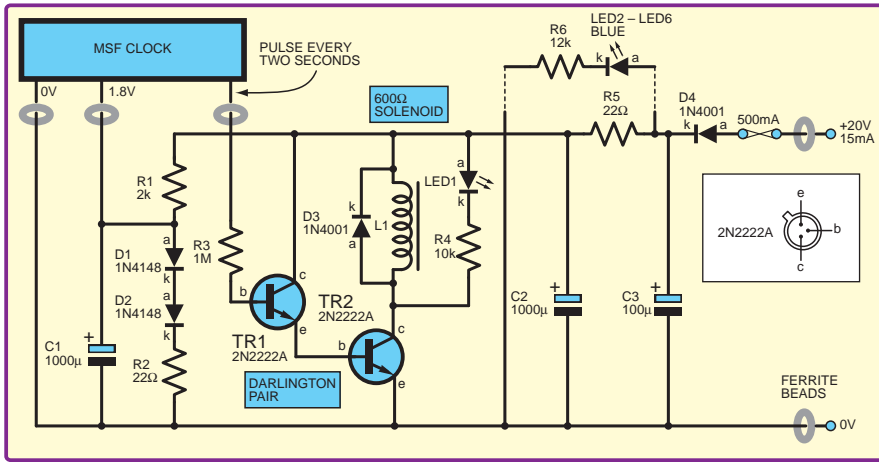 MSF CLOCK
0V
1.8V
PULSE EVERY
TWO SECONDS
R6
12k
LED2 – LED6
BLUE
k
a
600Ω
SOLENOID
R5
22Ω
D4
1N4001
k
a
500mA
+20V
15mA
R1
2k
D1
1N4148
a
k
D2
1N4148
a
k
R2
22Ω
C1
1000µ
+
R3
1M
b
c
e
TR1
2N2222A
TR2
2N2222A
b
c
e
DARLINGTON
PAIR
D3
1N4001
k
a
L1
LED1
a
k
R4
10k
C2
1000µ
+
C3
100µ
+
2N2222A
e
b
c
FERRITE
BEADS
0V